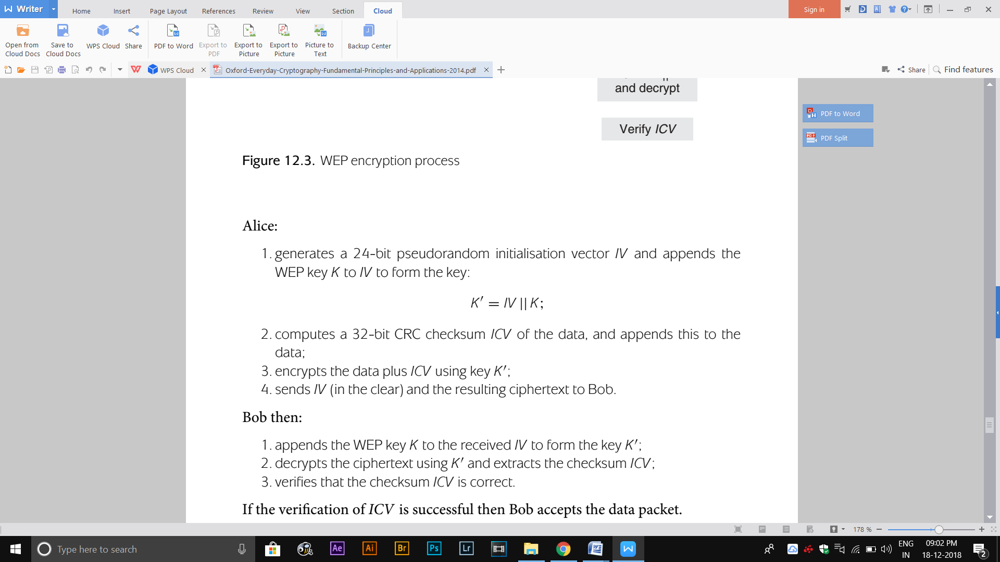 Writer
Home Insert Page Layout References Review View Section Cloud
Sign in
Open from Cloud Docs
Save to Cloud Docs
WPS Cloud
Share
PDF to Word
Export to PDF
Export to Picture
Export to Picture
Picture to Text
Backup Center
WPS Cloud
Oxford-Everyday-Cryptography-Fundamental-Principles-and-Applications-2014.pdf
Share
Find features
and decrypt
Verify ICV
PDF to Word
PDF Split
Figure 12.3. WEP encryption process
Alice:
1. generates a 24-bit pseudorandom initialisation vector IV and appends the
WEP key K to IV to form the key:
K′ = IV || K;
2. computes a 32-bit CRC checksum ICV of the data, and appends this to the
data;
3. encrypts the data plus ICV using key K′;
4. sends IV (in the clear) and the resulting ciphertext to Bob.
Bob then:
1. appends the WEP key K to the received IV to form the key K′;
2. decrypts the ciphertext using K′ and extracts the checksum ICV;
3. verifies that the checksum ICV is correct.
If the verification of ICV is successful then Bob accepts the data packet.
178 %
Type here to search
Ae Ai Br Ps Lr
ENG
IN
09:02 PM
18-12-2018
2